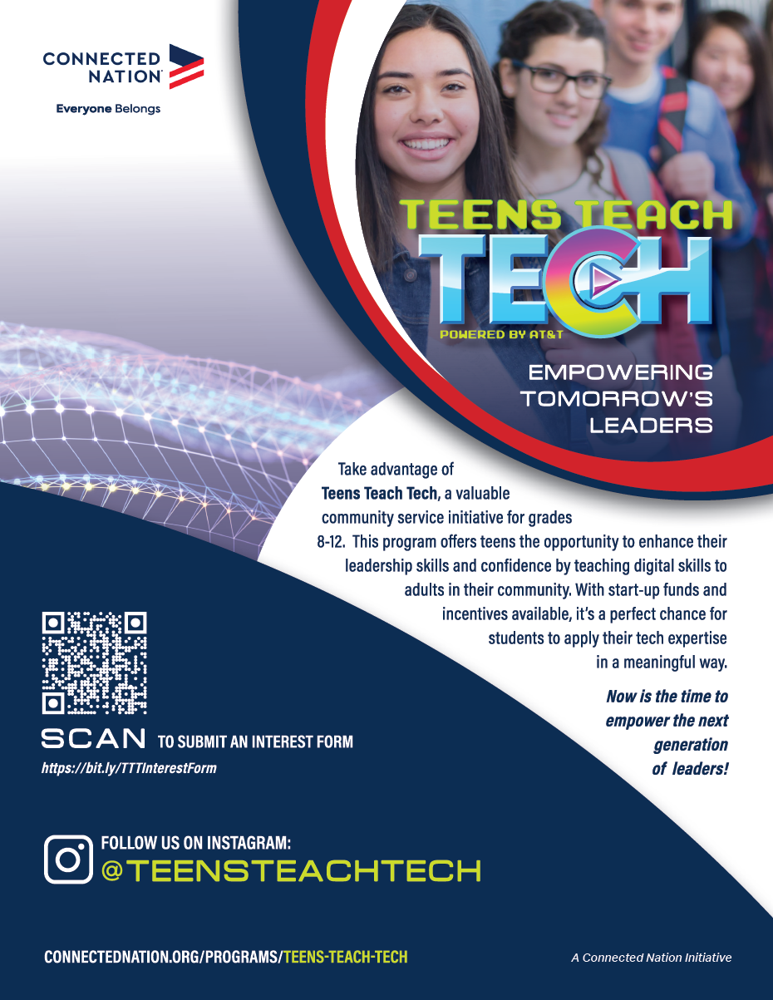 CONNECTED
NATION
Everyone Belongs
TEENS TEACH
TECH
POWERED BY AT&T
EMPOWERING
TOMORROW'S
LEADERS
Take advantage of
Teens Teach Tech, a valuable
community service initiative for grades
8-12. This program offers teens the opportunity to enhance their
leadership skills and confidence by teaching digital skills to
adults in their community. With start-up funds and
incentives available, it's a perfect chance for
students to apply their tech expertise
in a meaningful way.
Now is the time to
empower the next
generation
of leaders!
SCAN TO SUBMIT AN INTEREST FORM
https://bit.ly/TTTInterestForm
FOLLOW US ON INSTAGRAM:
@TEENSTEACHTECH
CONNECTEDNATION.ORG/PROGRAMS/TEENS-TEACH-TECH
A Connected Nation Initiative